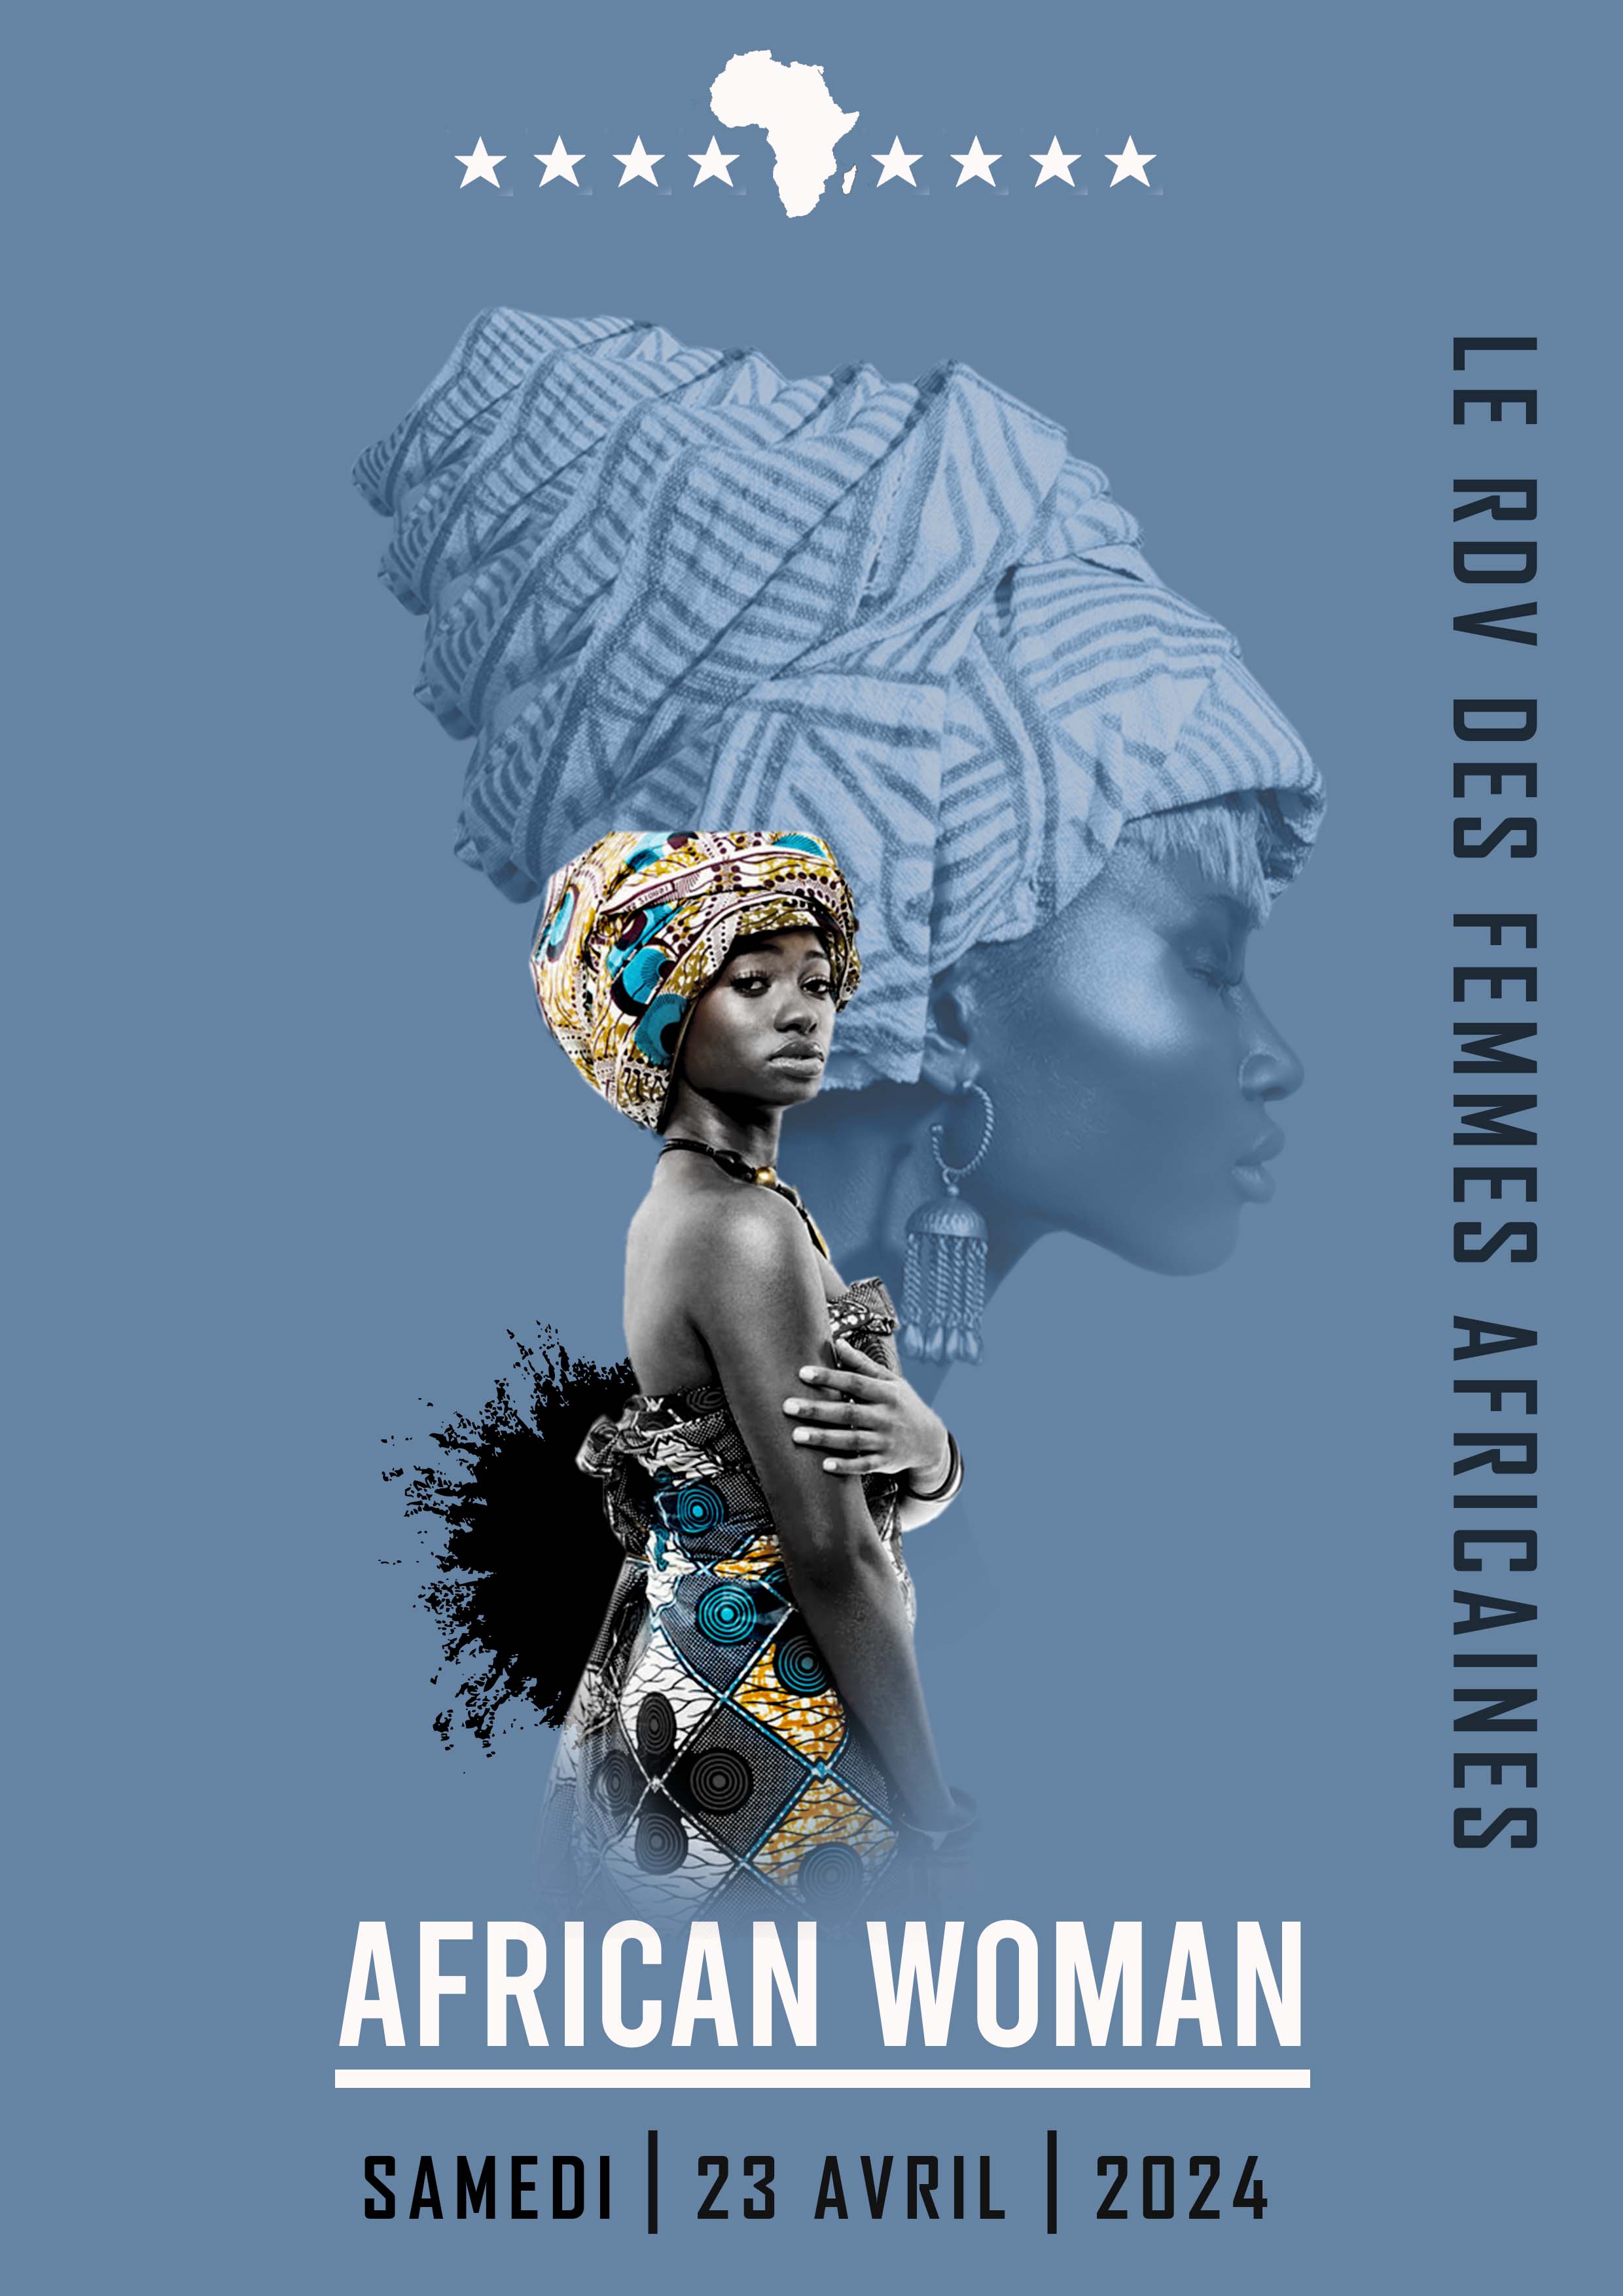 LE RDV DES FEMMES AFRICAINES
AFRICAN WOMAN
SAMEDI | 23 AVRIL | 2024